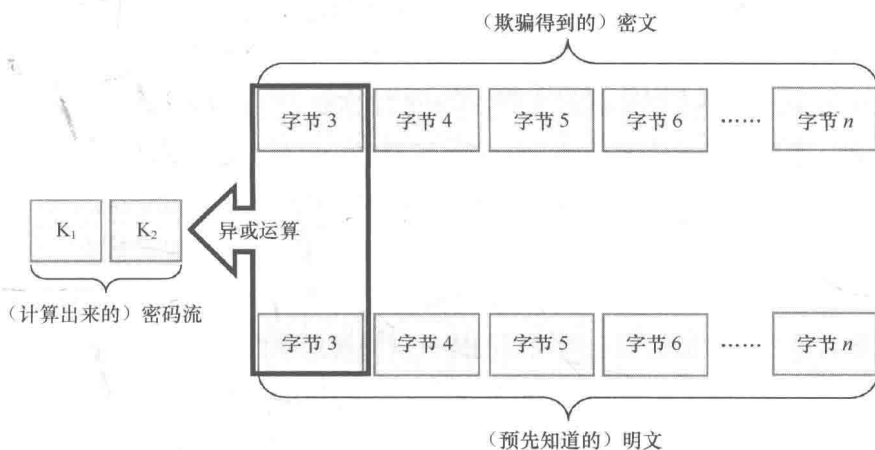 （欺骗得到的）密文
字节 3 字节 4 字节 5 字节 6 …… 字节 n
K₁ K₂ 异或运算
（计算出来的）密码流
字节 3 字节 4 字节 5 字节 6 …… 字节 n
（预先知道的）明文